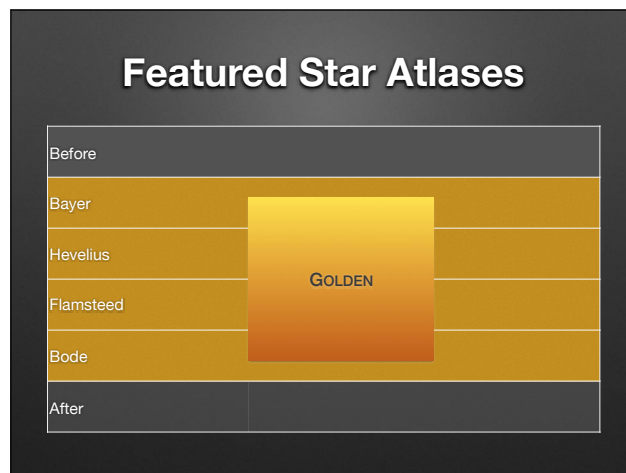 Featured Star Atlases
Before
Bayer
Hevelius
GOLDEN
Flamsteed
Bode
After